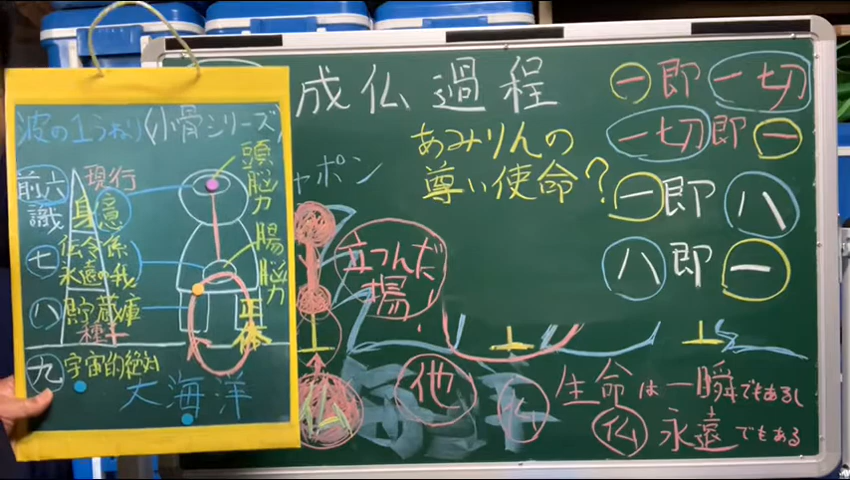 波の1うねり(小骨シリーズ)
前六識
現行
身意
七
伝令係
永遠の我
八
貯蔵庫
種子
九
宇宙的絶対
大海洋
頭脳力
腸脳力
正体
成仏過程
あみりんの
尊い使命?
ャポン
立つんだ
場
一即一切
一切即一
一即八
八即一
他
仏
生命は一瞬でもあるし
仏
永遠でもある